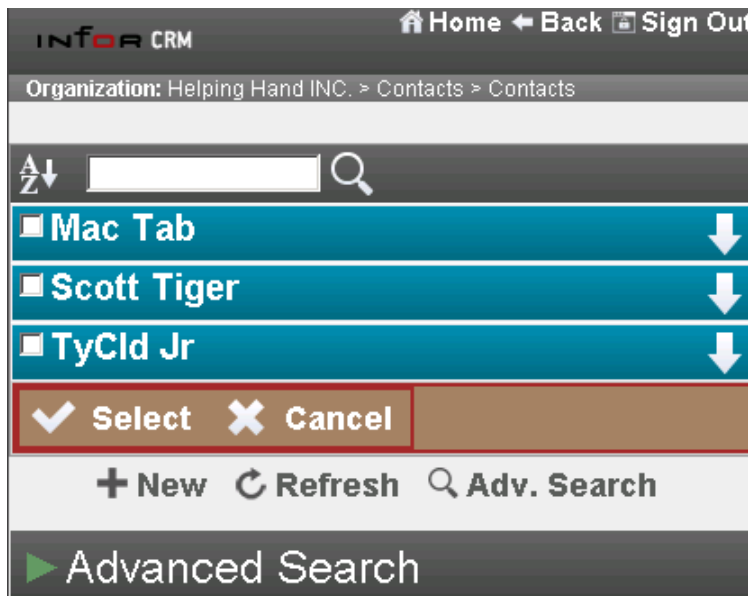 infor CRM
Home Back Sign Out
Organization: Helping Hand INC. > Contacts > Contacts
Mac Tab
Scott Tiger
TyCld Jr
Select Cancel
New Refresh Adv. Search
Advanced Search